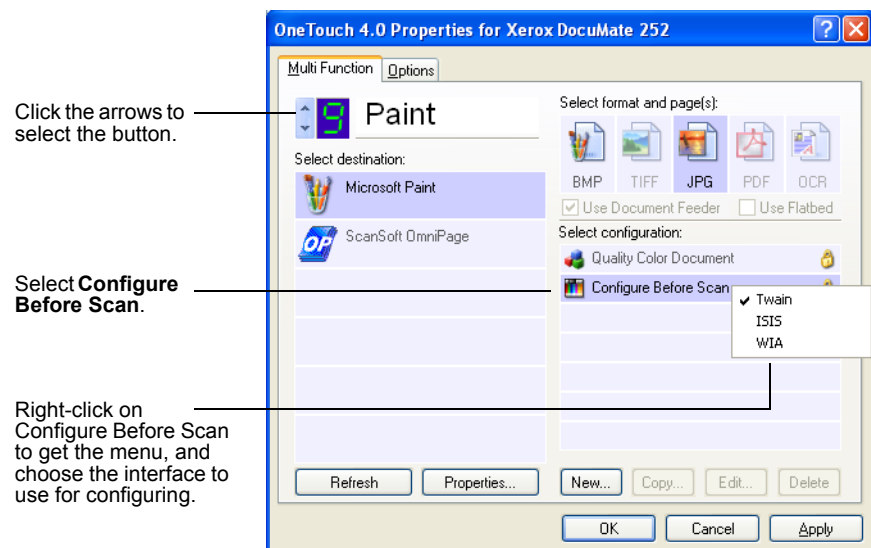 OneTouch 4.0 Properties for Xerox DocuMate 252
Multi Function
Options
Click the arrows to
select the button.
9
Paint
Select destination:
Microsoft Paint
ScanSoft OmniPage
OP
Select format and page(s):
BMP
TIFF
JPG
PDF
OCR
Use Document Feeder
Use Flatbed
Select configuration:
Quality Color Document
Configure Before Scan
Twain
ISIS
WIA
Select Configure
Before Scan.
Right-click on
Configure Before Scan
to get the menu, and
choose the interface to
use for configuring.
Refresh
Properties...
New...
Copy...
Edit...
Delete
OK
Cancel
Apply